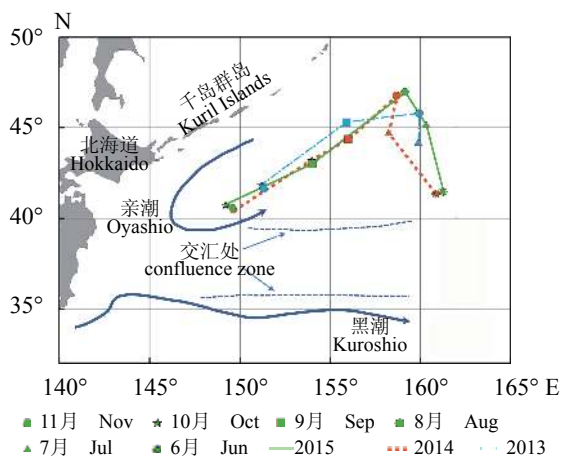 N
50°
45°
40°
35°
千岛群岛
Kuril Islands
北海道
Hokkaido
亲潮
Oyashio
交汇处
confluence zone
黑潮
Kuroshio
140° 145° 150° 155° 160° 165° E
11月 Nov 10月 Oct 9月 Sep 8月 Aug
7月 Jul 6月 Jun 2015 2014 2013